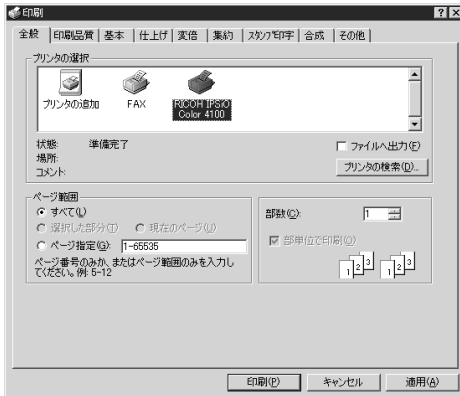 印刷
全般 印刷品質 基本 仕上げ 変倍 集約 スタンプ印字 合成 その他
プリンタの選択
プリンタの追加 FAX RICOH IPSiO
Color 4100
状態: 準備完了
場所:
コメント:
ファイルへ出力(F)
プリンタの検索(D)...
ページ範囲
すべて(L)
選択した部分(T) 現在のページ(U)
ページ指定(G): 1-65535
ページ番号のみか、またはページ範囲のみを入力し
てください。例: 5-12
部数(C): 1
部単位で印刷(O)
1 2 3 1 2 3
印刷(P) キャンセル 適用(A)